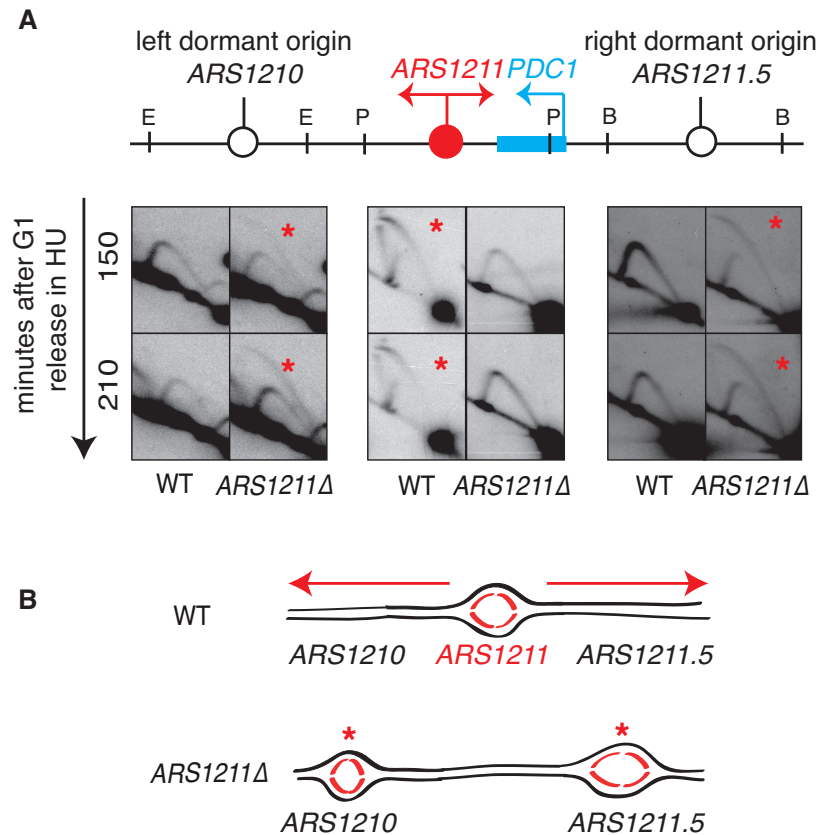 A
left dormant origin
ARS1210
ARS1211 PDC1
right dormant origin
ARS1211.5
E E P P B B
minutes after G1
release in HU
150
210
* * * * * *
WT ARS1211Δ WT ARS1211Δ WT ARS1211Δ
B
WT
ARS1210 ARS1211 ARS1211.5
* *
ARS1211Δ
ARS1210 ARS1211.5